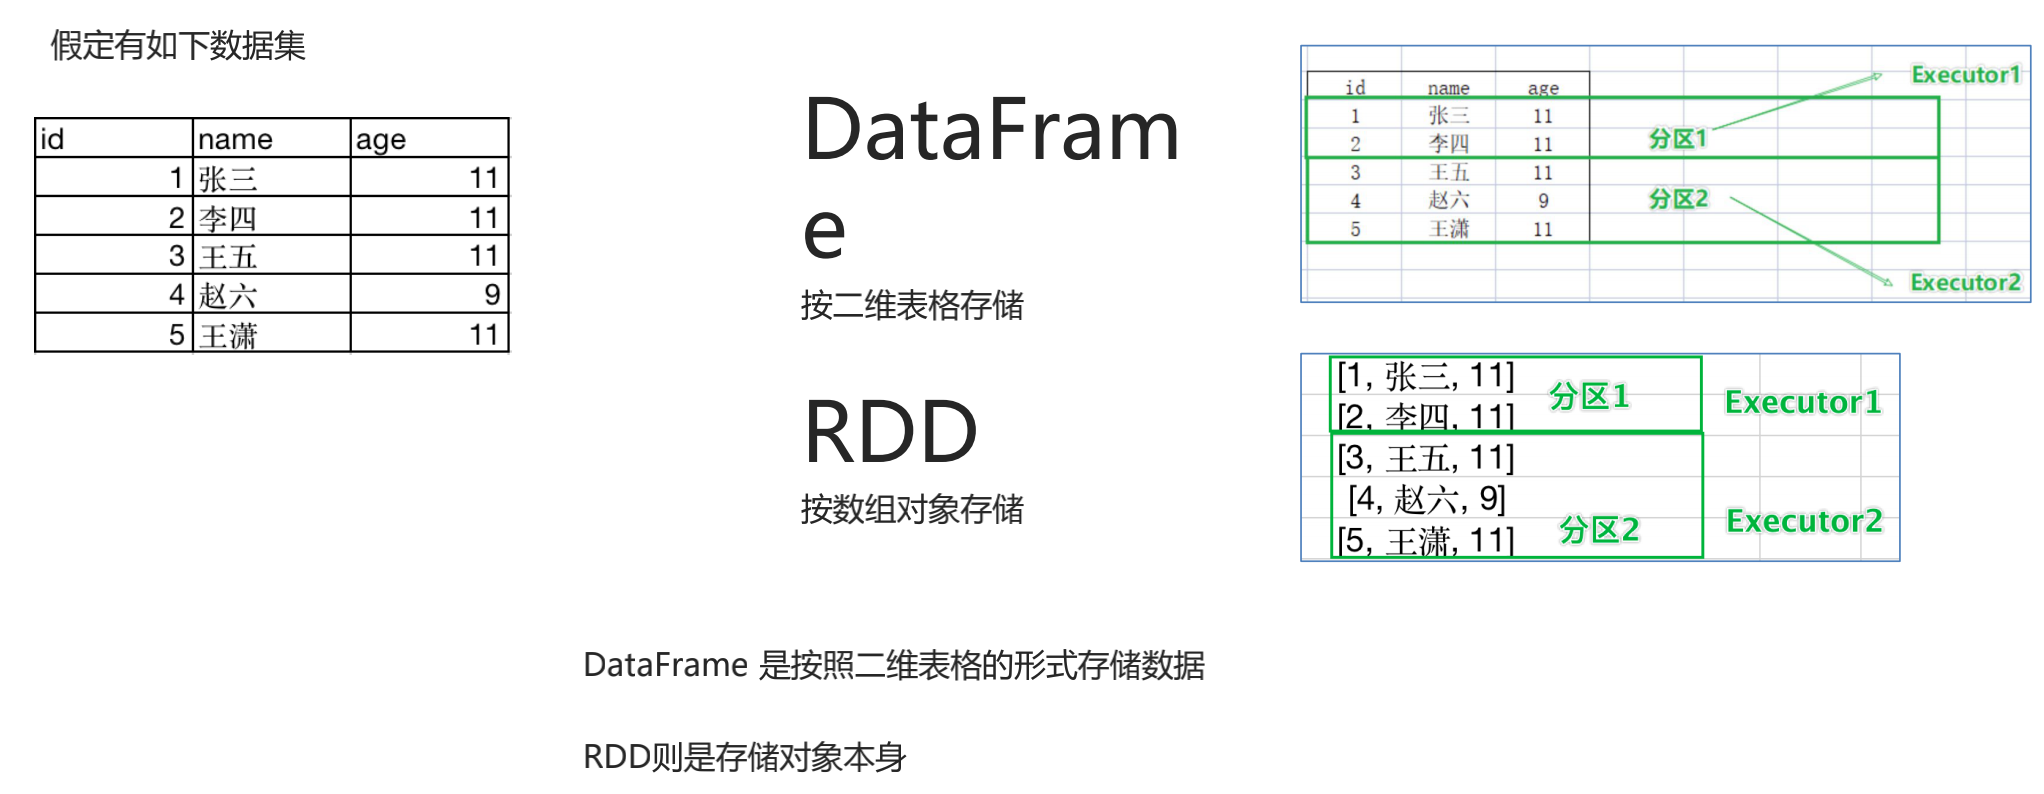 假定有如下数据集
id name age
1 张三 11
2 李四 11
3 王五 11
4 赵六 9
5 王潇 11
DataFram
e
按二维表格存储
RDD
按数组对象存储
id name age
1 张三 11
2 李四 11
3 王五 11
4 赵六 9
5 王潇 11
分区1
分区2
Executor1
Executor2
[1, 张三, 11]
[2, 李四, 11]
[3, 王五, 11]
[4, 赵六, 9]
[5, 王潇, 11]
分区1
分区2
Executor1
Executor2
DataFrame 是按照二维表格的形式存储数据
RDD则是存储对象本身